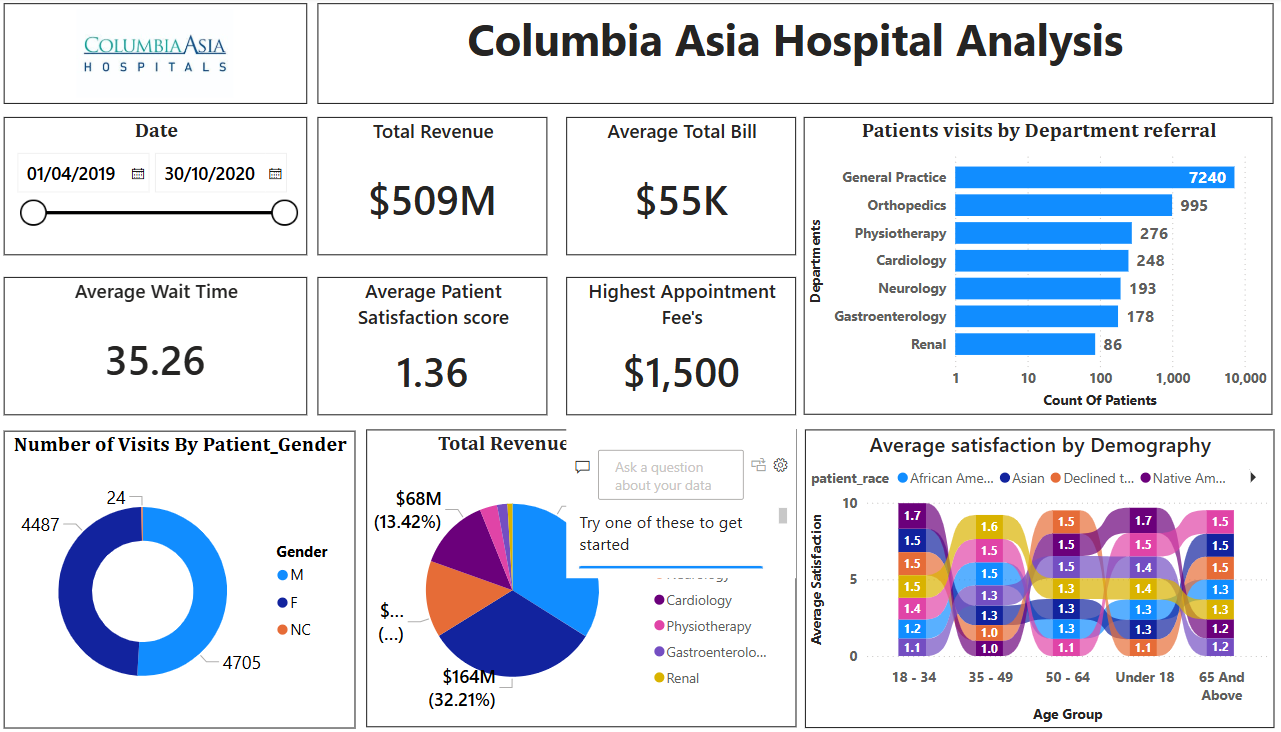 COLUMBIAASIA
HOSPITALS
Columbia Asia Hospital Analysis
Date
01/04/2019
30/10/2020
Total Revenue
$509M
Average Total Bill
$55K
Average Wait Time
35.26
Average Patient
Satisfaction score
1.36
Highest Appointment
Fee's
$1,500
Patients visits by Department referral
Departments
General Practice 7240
Orthopedics 995
Physiotherapy 276
Cardiology 248
Neurology 193
Gastroenterology 178
Renal 86
1 10 100 1,000 10,000
Count Of Patients
Number of Visits By Patient_Gender
24
4487
4705
Gender
M
F
NC
Total Revenue
$68M
(13.42%)
$...
(...)
$164M
(32.21%)
Ask a question
about your data
Try one of these to get
started
Cardiology
Physiotherapy
Gastroenterolo...
Renal
Average satisfaction by Demography
patient_race African Ame... Asian Declined t... Native Am...
Average Satisfaction
10
5
0
1.7 1.5 1.5 1.5 1.4 1.2 1.1
1.6 1.5 1.5 1.3 1.3 1.0 1.0
1.5 1.5 1.5 1.3 1.3 1.3 1.1
1.7 1.5 1.4 1.4 1.3 1.3 1.1
1.5 1.5 1.5 1.3 1.3 1.2 1.2
18 - 34 35 - 49 50 - 64 Under 18 65 And
Above
Age Group